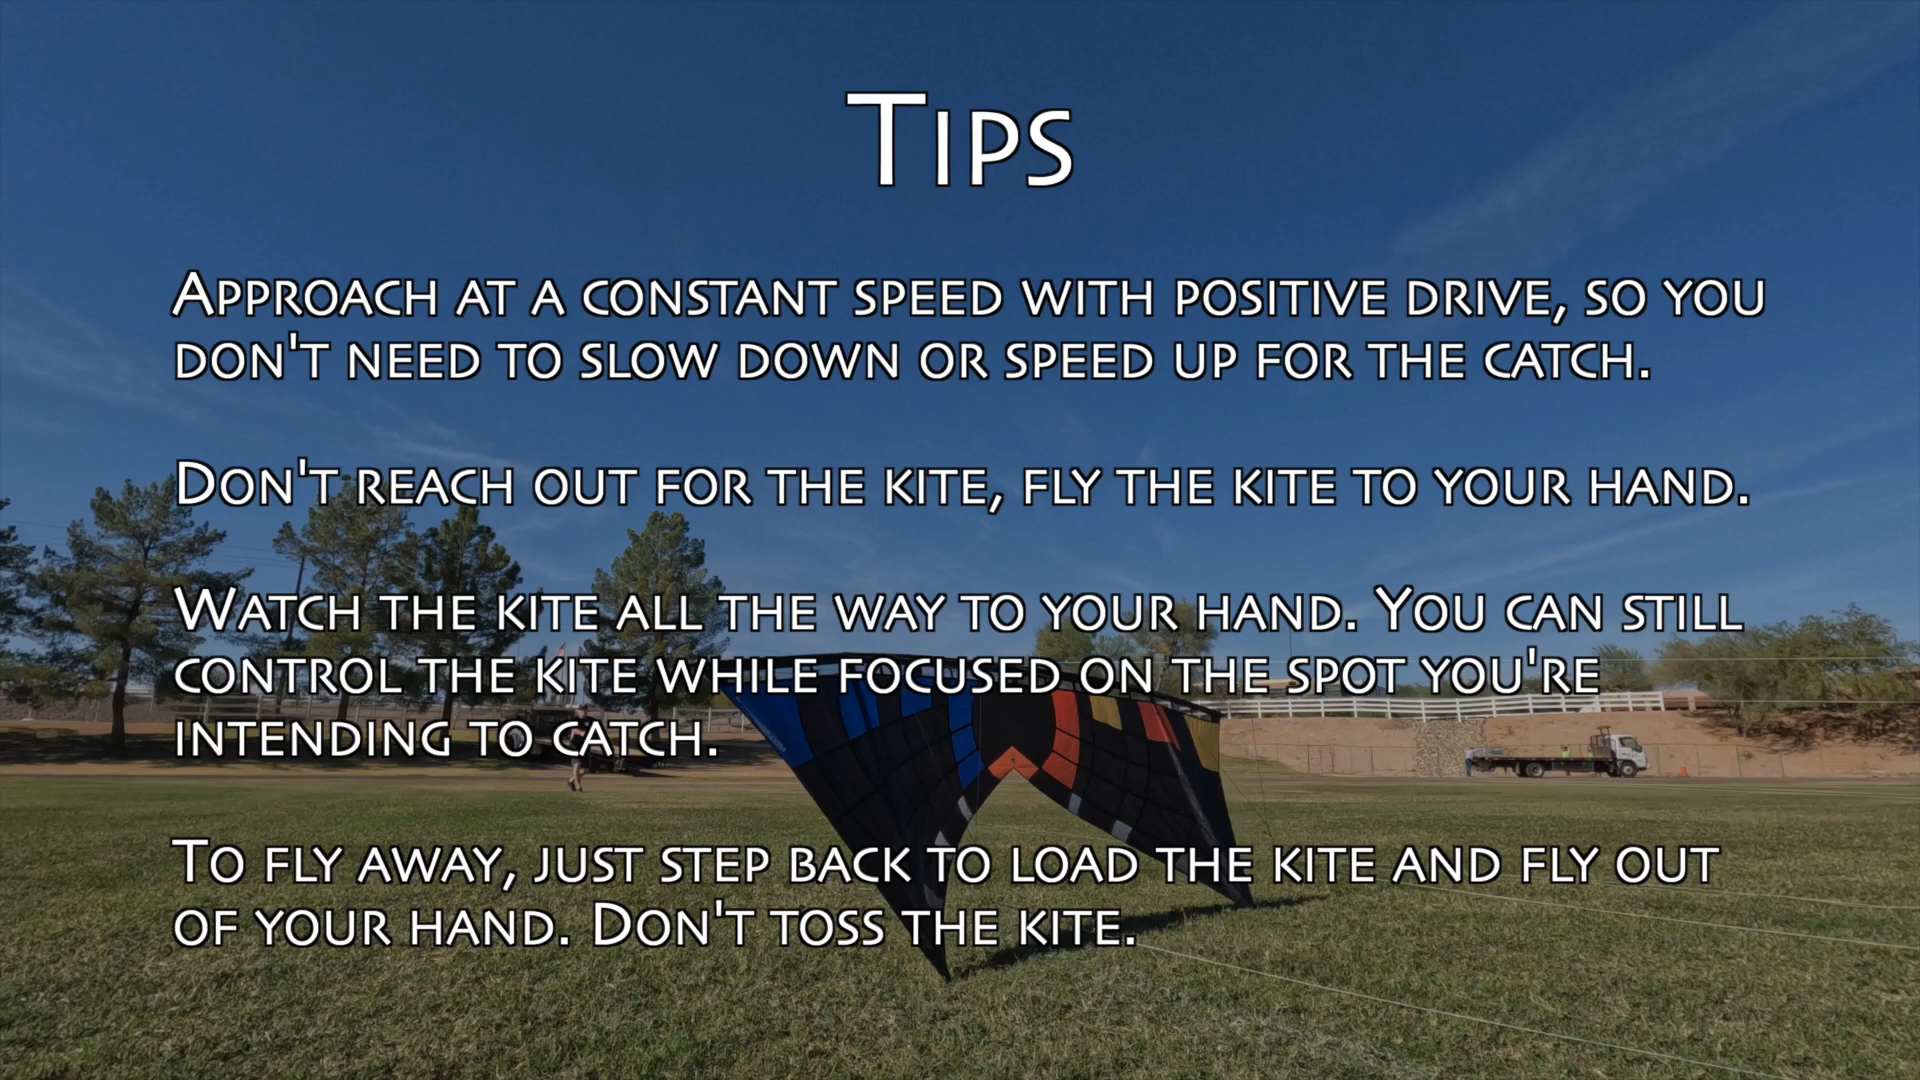 Tips
Approach at a constant speed with positive drive, so you
don't need to slow down or speed up for the catch.
Don't reach out for the kite, fly the kite to your hand.
Watch the kite all the way to your hand. You can still
control the kite while focused on the spot you're
intending to catch.
To fly away, just step back to load the kite and fly out
of your hand. Don't toss the kite.